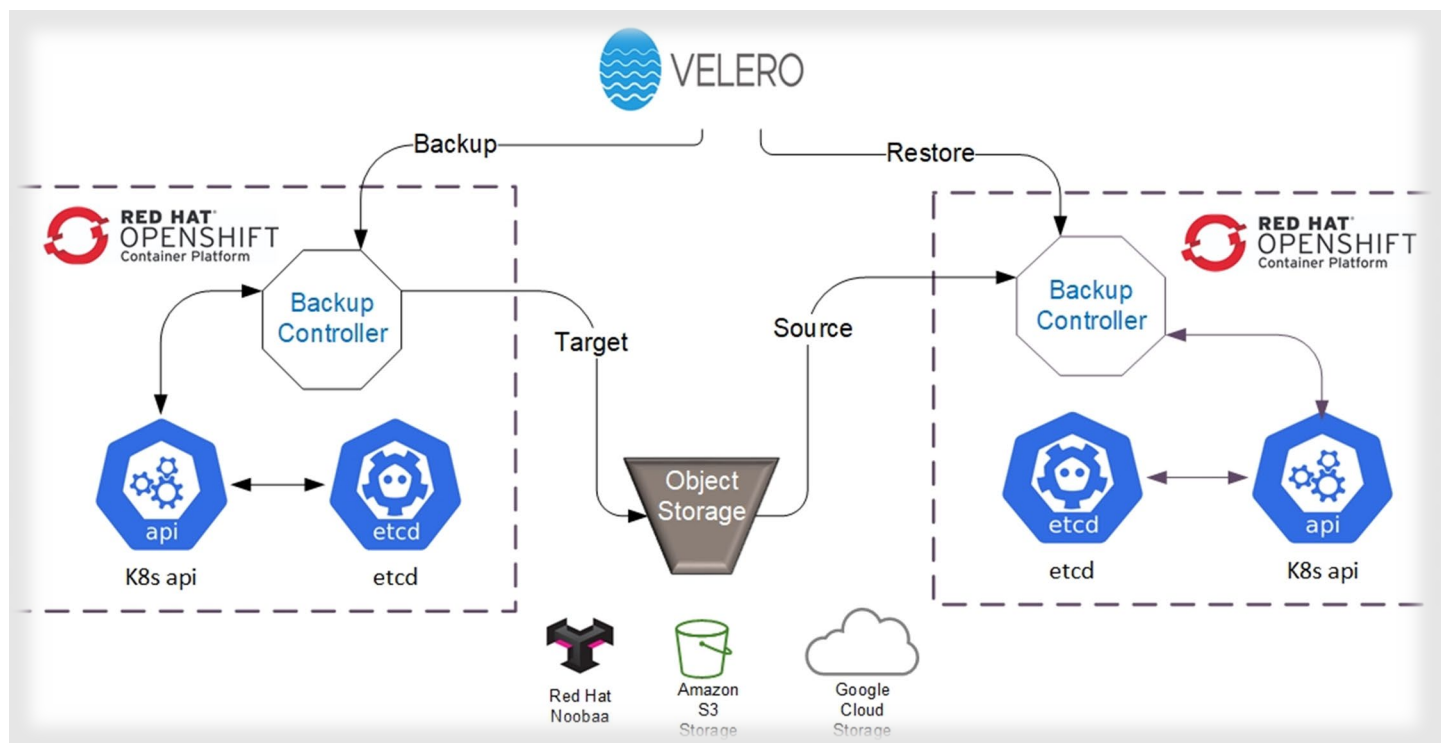 VELERO
Backup
Restore
RED HAT
OPENSHIFT
Container Platform
Backup
Controller
Target
api
K8s api
etcd
etcd
Object
Storage
Source
RED HAT
OPENSHIFT
Container Platform
Backup
Controller
etcd
etcd
api
K8s api
Red Hat
Noobaa
Amazon
S3
Storage
Google
Cloud
Storage